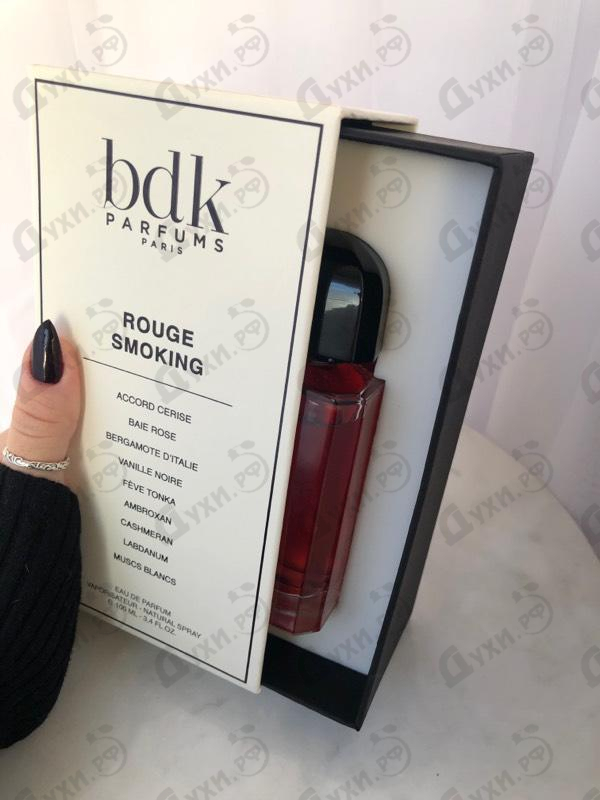 bdk
PARFUMS
PARIS
ROUGE
SMOKING
ACCORD CERISE
BAIE ROSE
BERGAMOTE D'ITALIE
VANILLE NOIRE
FÈVE TONKA
AMBROXAN
CASHMERAN
LABDANUM
MUSCS BLANCS
EAU DE PARFUM
VAPORISATEUR - NATURAL SPRAY
100 ML - 3,4 FL OZ.
Духи.РФ